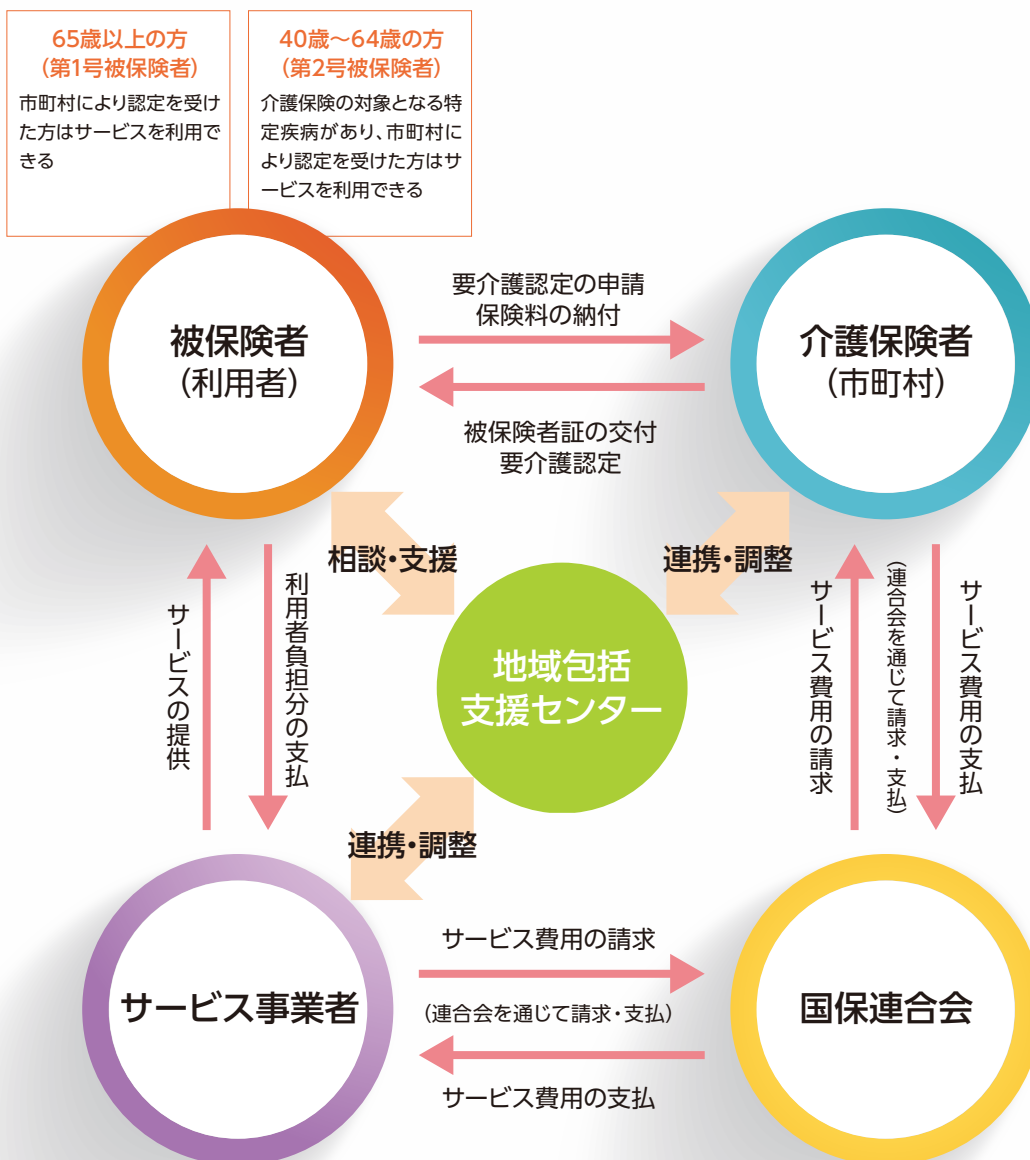 65歳以上の方
(第1号被保険者)
市町村により認定を受け
た方はサービスを利用で
きる
40歳～64歳の方
(第2号被保険者)
介護保険の対象となる特
定疾病があり、市町村に
より認定を受けた方はサ
ービスを利用できる
被保険者
(利用者)
要介護認定の申請
保険料の納付
被保険者証の交付
要介護認定
介護保険者
(市町村)
相談・支援
連携・調整
地域包括
支援センター
サービスの提供
利用者負担分の支払
サービス費用の請求
(連合会を通じて請求・支払)
サービス費用の支払
連携・調整
サービス事業者
サービス費用の請求
(連合会を通じて請求・支払)
サービス費用の支払
国保連合会